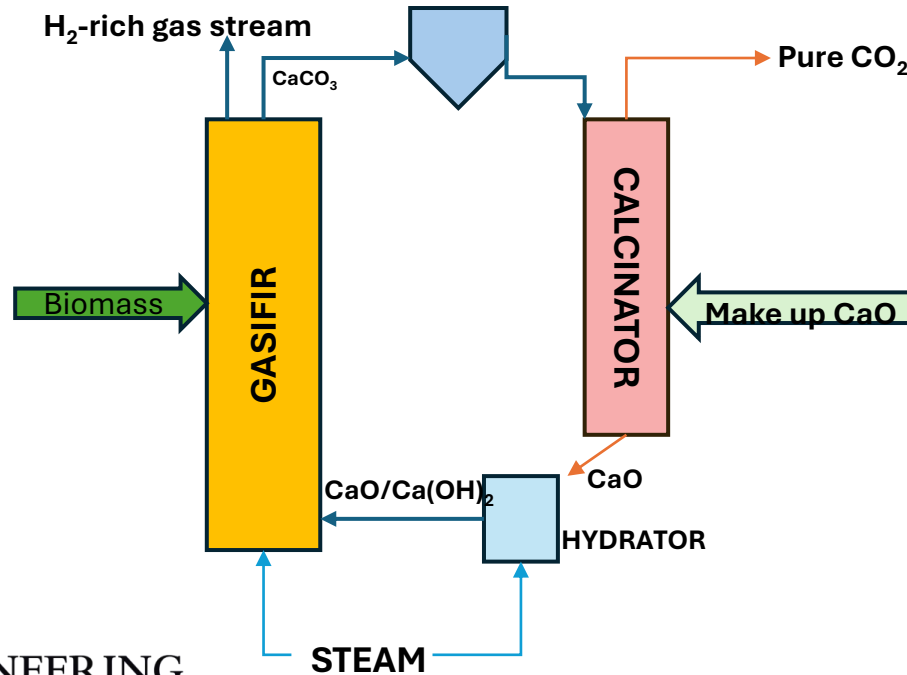 H₂-rich gas stream
CaCO₃
Pure CO₂
GASIFIR
CALCINATOR
Biomass
Make up CaO
CaO/Ca(OH)₂
CaO
HYDRATOR
STEAM
NEERING